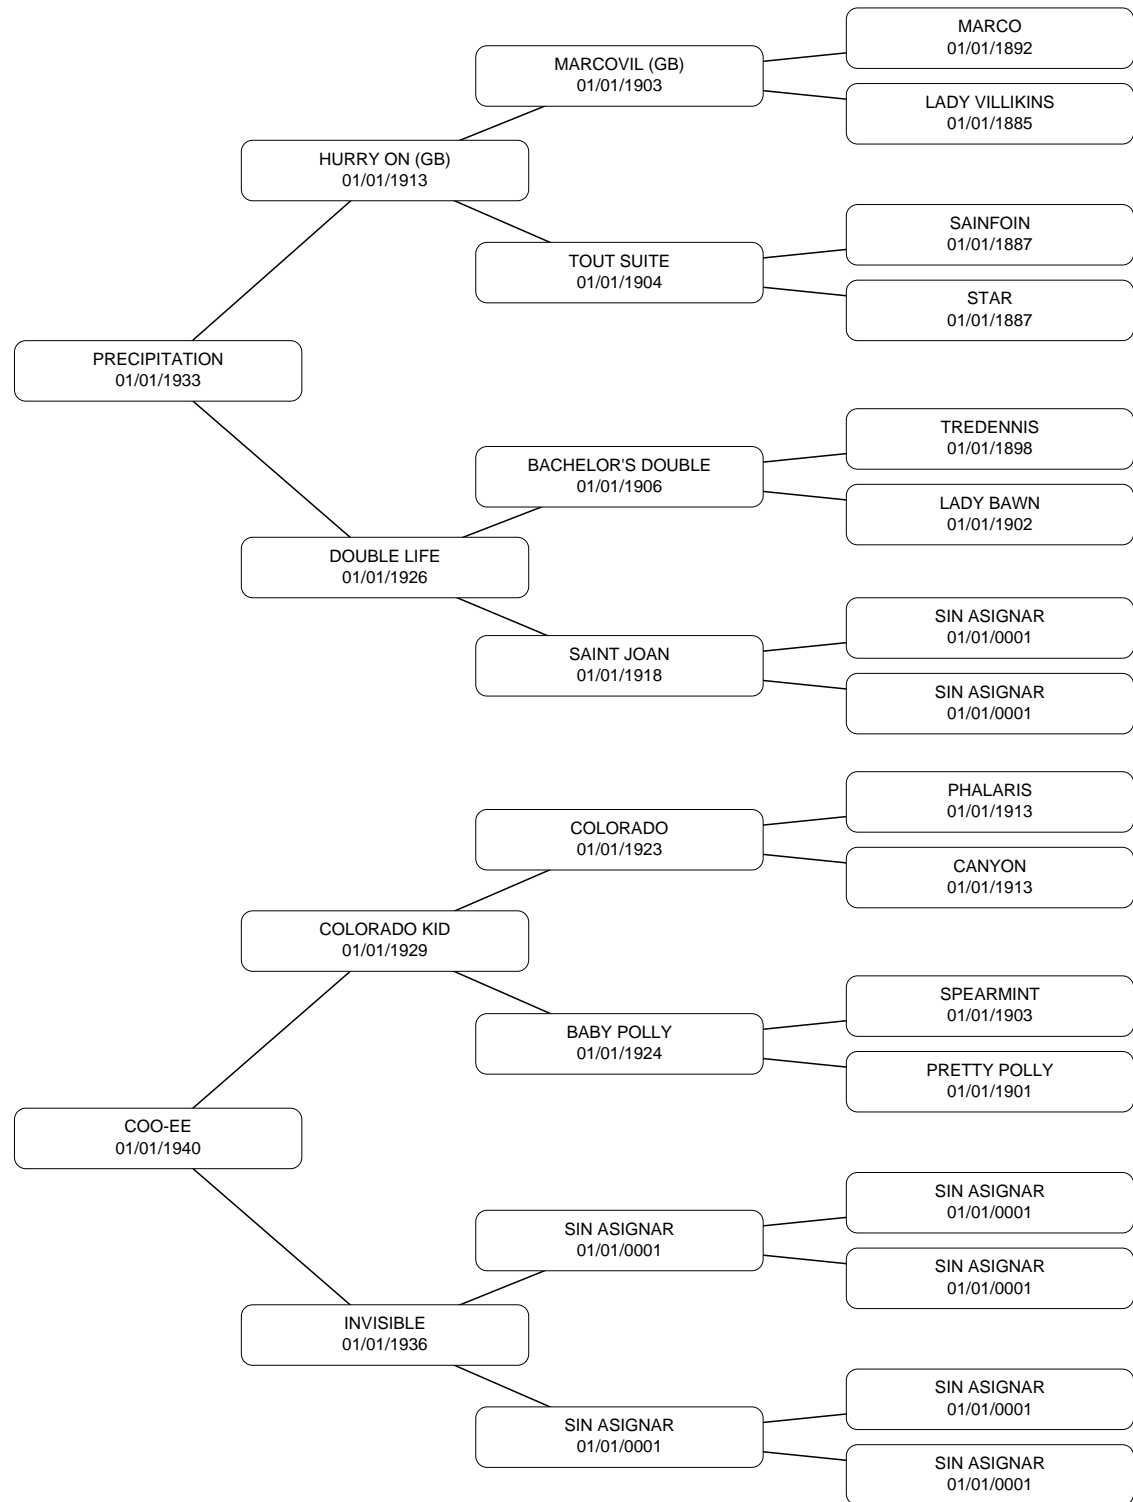 MARCO
01/01/1892
MARCOVIL (GB)
01/01/1903
LADY VILLIKINS
01/01/1885
HURRY ON (GB)
01/01/1913
SAINFOIN
01/01/1887
TOUT SUITE
01/01/1904
STAR
01/01/1887
PRECIPITATION
01/01/1933
TREDENNIS
01/01/1898
BACHELOR'S DOUBLE
01/01/1906
LADY BAWN
01/01/1902
DOUBLE LIFE
01/01/1926
SIN ASIGNAR
01/01/0001
SAINT JOAN
01/01/1918
SIN ASIGNAR
01/01/0001
PHALARIS
01/01/1913
COLORADO
01/01/1923
CANYON
01/01/1913
COLORADO KID
01/01/1929
SPEARMINT
01/01/1903
BABY POLLY
01/01/1924
PRETTY POLLY
01/01/1901
COO-EE
01/01/1940
SIN ASIGNAR
01/01/0001
SIN ASIGNAR
01/01/0001
SIN ASIGNAR
01/01/0001
INVISIBLE
01/01/1936
SIN ASIGNAR
01/01/0001
SIN ASIGNAR
01/01/0001
SIN ASIGNAR
01/01/0001